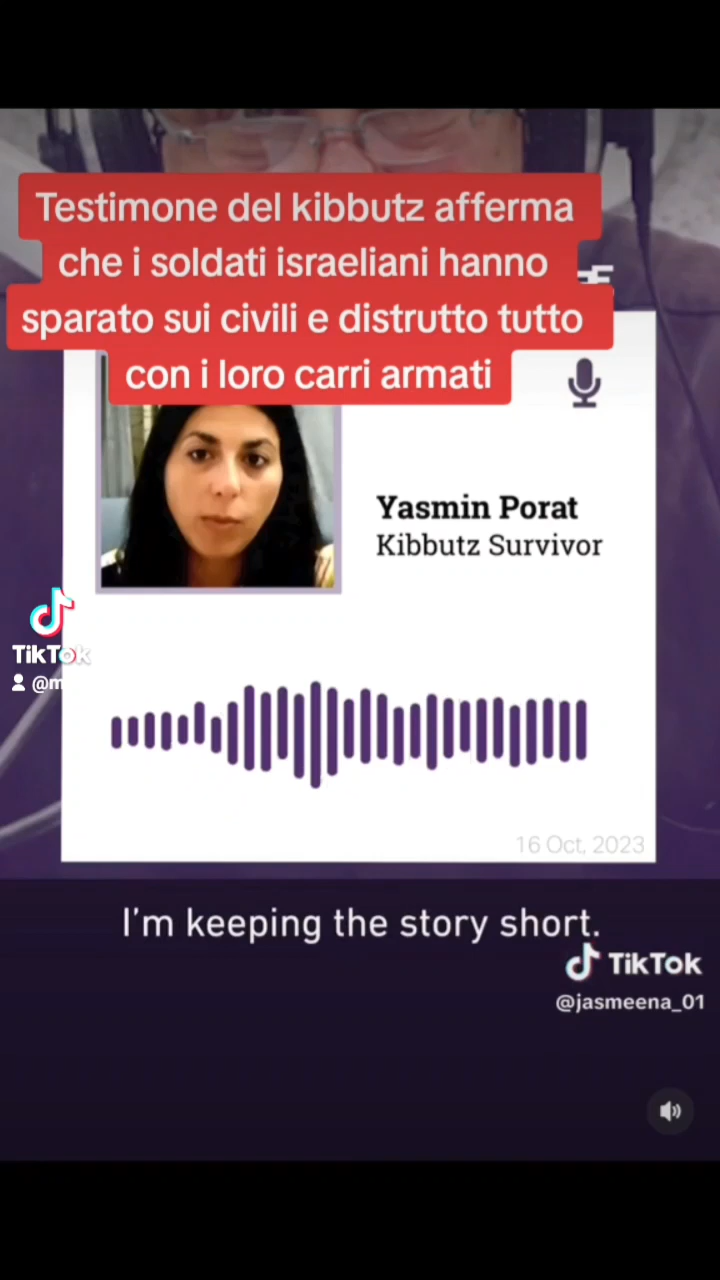 Testimone del kibbutz afferma
che i soldati israeliani hanno
sparato sui civili e distrutto tutto
con i loro carri armati
Yasmin Porat
Kibbutz Survivor
TikTok
@m
16 Oct, 2023
I'm keeping the story short.
TikTok
@jasmeena_01